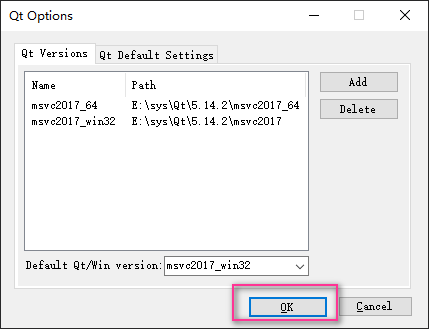 Qt Options
Qt Versions Qt Default Settings
Name Path
msvc2017_64 E:\sys\Qt\5.14.2\msvc2017_64
msvc2017_win32 E:\sys\Qt\5.14.2\msvc2017
Add
Delete
Default Qt/Win version: msvc2017_win32
OK Cancel